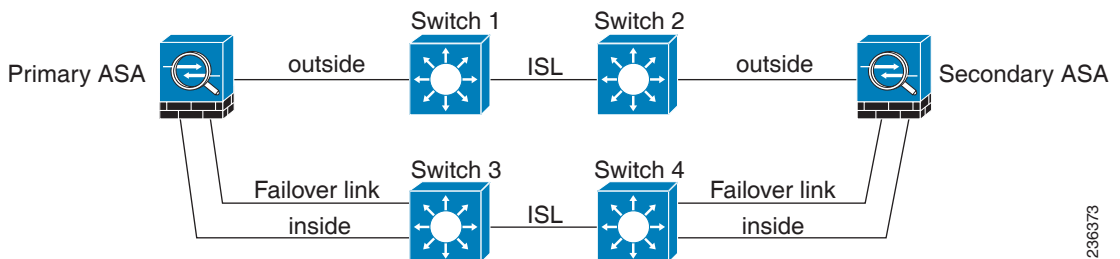 Switch 1
Switch 2
Primary ASA
outside
ISL
outside
Secondary ASA
Switch 3
Switch 4
Failover link
ISL
Failover link
inside
inside
236373